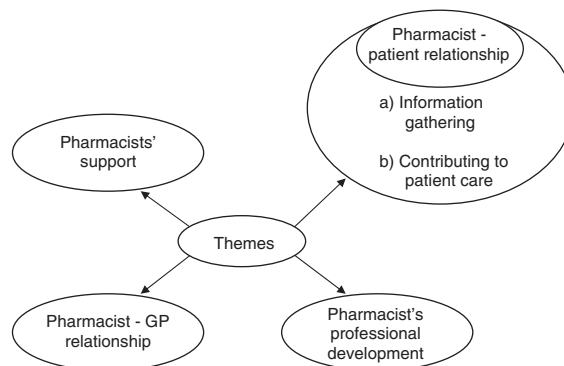 Pharmacist -
patient relationship
a) Information
gathering
b) Contributing to
patient care
Pharmacists'
support
Themes
Pharmacist - GP
relationship
Pharmacist's
professional
development